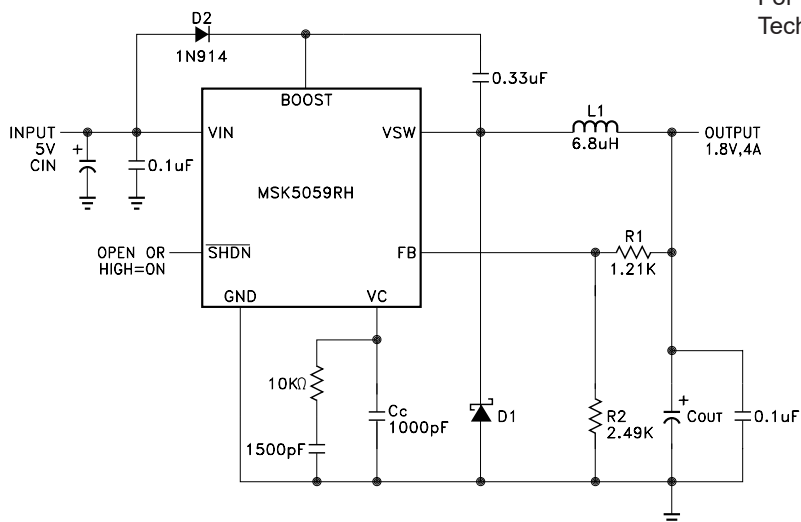 For
Tech
D2
1N914
BOOST
0.33uF
INPUT
5V
CIN
+
0.1uF
VIN
VSW
L1
6.8uH
OUTPUT
1.8V,4A
MSK5059RH
OPEN OR
HIGH=ON
SHDN
FB
R1
1.21K
GND
VC
10KΩ
Cc
1000pF
1500pF
D1
R2
2.49K
+
COUT
0.1uF